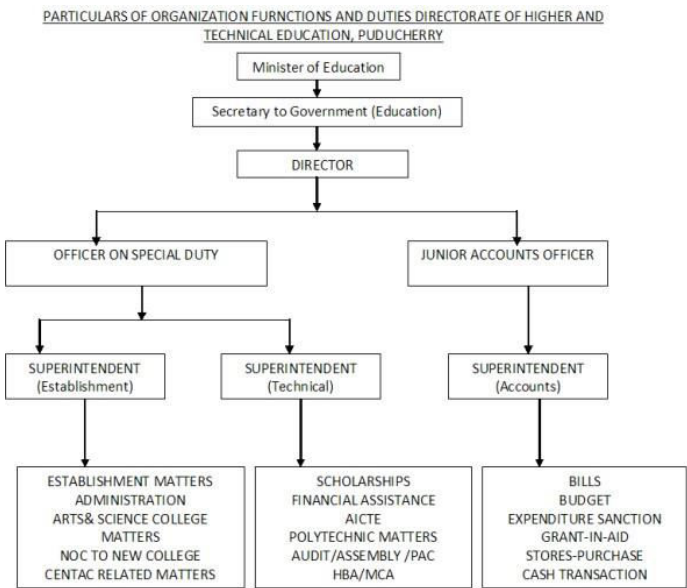 PARTICULARS OF ORGANIZATION FURNCTIONS AND DUTIES DIRECTORATE OF HIGHER AND
TECHNICAL EDUCATION, PUDUCHERRY
Minister of Education
Secretary to Government (Education)
DIRECTOR
OFFICER ON SPECIAL DUTY
JUNIOR ACCOUNTS OFFICER
SUPERINTENDENT
(Establishment)
SUPERINTENDENT
(Technical)
SUPERINTENDENT
(Accounts)
ESTABLISHMENT MATTERS
ADMINISTRATION
ARTS& SCIENCE COLLEGE
MATTERS
NOC TO NEW COLLEGE
CENTAC RELATED MATTERS
SCHOLARSHIPS
FINANCIAL ASSISTANCE
AICTE
POLYTECHNIC MATTERS
AUDIT/ASSEMBLY /PAC
HBA/MCA
BILLS
BUDGET
EXPENDITURE SANCTION
GRANT-IN-AID
STORES-PURCHASE
CASH TRANSACTION